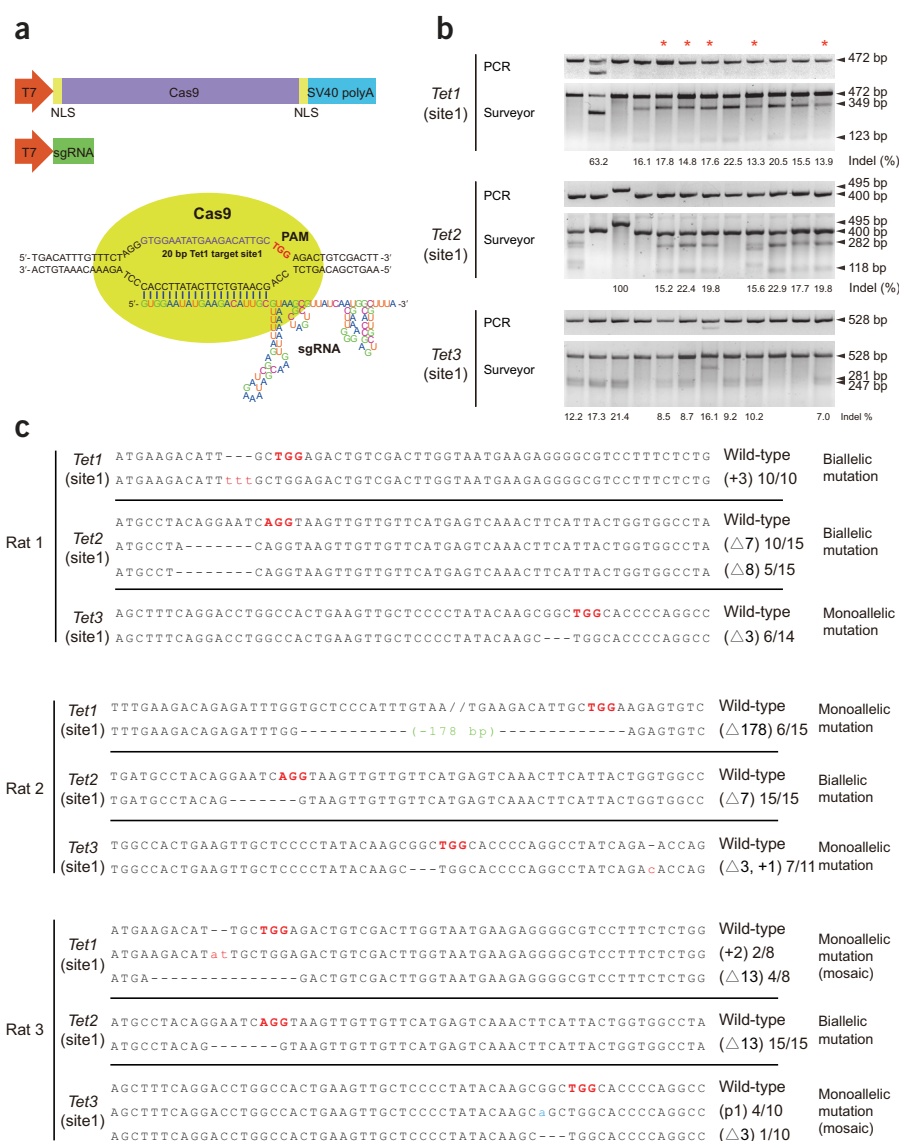 a
T7
Cas9
SV40 polyA
NLS
NLS
T7
sgRNA
Cas9
PAM
GTGGAATATGAAGACATTGC
AGG
TGG
5'-TGACATTTGTTTCT
AGACTGTCGACTT -3'
20 bp Tet1 target site1
3'-ACTGTAAACAAAGA
TCC
ACC
TCTGACAGCTGAA -5'
CACCTTATACTTCTGTAACG
5'- GUGGAAUAUGAAGACAUUGC
-3'
sgRNA
b
* * * * *
Tet1
(site1)
PCR
472 bp
Surveyor
472 bp
349 bp
123 bp
63.2 16.1 17.8 14.8 17.6 22.5 13.3 20.5 15.5 13.9 Indel (%)
Tet2
(site1)
PCR
495 bp
400 bp
Surveyor
495 bp
400 bp
282 bp
118 bp
100 15.2 22.4 19.8 15.6 22.9 17.7 19.8 Indel (%)
Tet3
(site1)
PCR
528 bp
Surveyor
528 bp
281 bp
247 bp
12.2 17.3 21.4 8.5 8.7 16.1 9.2 10.2 7.0 Indel %
c
Rat 1
Tet1
(site1)
ATGAAGACATT---GCTGGAGACTGTCGACTTGGTAATGAAGAGGGGCGTCCTTTCTCTG Wild-type
ATGAAGACATTtttGCTGGAGACTGTCGACTTGGTAATGAAGAGGGGCGTCCTTTCTCTG (+3) 10/10
Biallelic
mutation
Tet2
(site1)
ATGCCTACAGGAATCAGGTAAGTTGTTGTTCATGAGTCAAACTTCATTACTGGTGGCCTA Wild-type
ATGCCTA-------CAGGTAAGTTGTTGTTCATGAGTCAAACTTCATTACTGGTGGCCTA (△7) 10/15
ATGCCT--------CAGGTAAGTTGTTGTTCATGAGTCAAACTTCATTACTGGTGGCCTA (△8) 5/15
Biallelic
mutation
Tet3
(site1)
AGCTTTCAGGACCTGGCCACTGAAGTTGCTCCCCTATACAAGCGGCTGGCACCCCAGGCC Wild-type
AGCTTTCAGGACCTGGCCACTGAAGTTGCTCCCCTATACAAGC---TGGCACCCCAGGCC (△3) 6/14
Monoallelic
mutation
Rat 2
Tet1
(site1)
TTTGAAGACAGAGATTTGGTGCTCCCATTTGTAA//TGAAGACATTGCTGGAAGAGTGTC Wild-type
TTTGAAGACAGAGATTTGG-----------(-178 bp)-------------AGAGTGTC (△178) 6/15
Monoallelic
mutation
Tet2
(site1)
TGATGCCTACAGGAATCAGGTAAGTTGTTGTTCATGAGTCAAACTTCATTACTGGTGGCC Wild-type
TGATGCCTACAG-------GTAAGTTGTTGTTCATGAGTCAAACTTCATTACTGGTGGCC (△7) 15/15
Biallelic
mutation
Tet3
(site1)
TGGCCACTGAAGTTGCTCCCCTATACAAGCGGCTGGCACCCCAGGCCTATCAGA-ACCAG Wild-type
TGGCCACTGAAGTTGCTCCCCTATACAAGC---TGGCACCCCAGGCCTATCAGAcACCAG (△3, +1) 7/11
Monoallelic
mutation
Rat 3
Tet1
(site1)
ATGAAGACAT--TGCTGGAGACTGTCGACTTGGTAATGAAGAGGGGCGTCCTTTCTCTGG Wild-type
ATGAAGACATatTGCTGGAGACTGTCGACTTGGTAATGAAGAGGGGCGTCCTTTCTCTGG (+2) 2/8
ATGA---------------GACTGTCGACTTGGTAATGAAGAGGGGCGTCCTTTCTCTGG (△13) 4/8
Monoallelic
mutation
(mosaic)
Tet2
(site1)
ATGCCTACAGGAATCAGGTAAGTTGTTGTTCATGAGTCAAACTTCATTACTGGTGGCCTA Wild-type
ATGCCTACAG-------GTAAGTTGTTGTTCATGAGTCAAACTTCATTACTGGTGGCCTA (△13) 15/15
Biallelic
mutation
Tet3
(site1)
AGCTTTCAGGACCTGGCCACTGAAGTTGCTCCCCTATACAAGCGGCTGGCACCCCAGGCC Wild-type
AGCTTTCAGGACCTGGCCACTGAAGTTGCTCCCCTATACAAGCaGCTGGCACCCCAGGCC (p1) 4/10
AGCTTTCAGGACCTGGCCACTGAAGTTGCTCCCCTATACAAGC---TGGCACCCCAGGCC (△3) 1/10
Monoallelic
mutation
(mosaic)